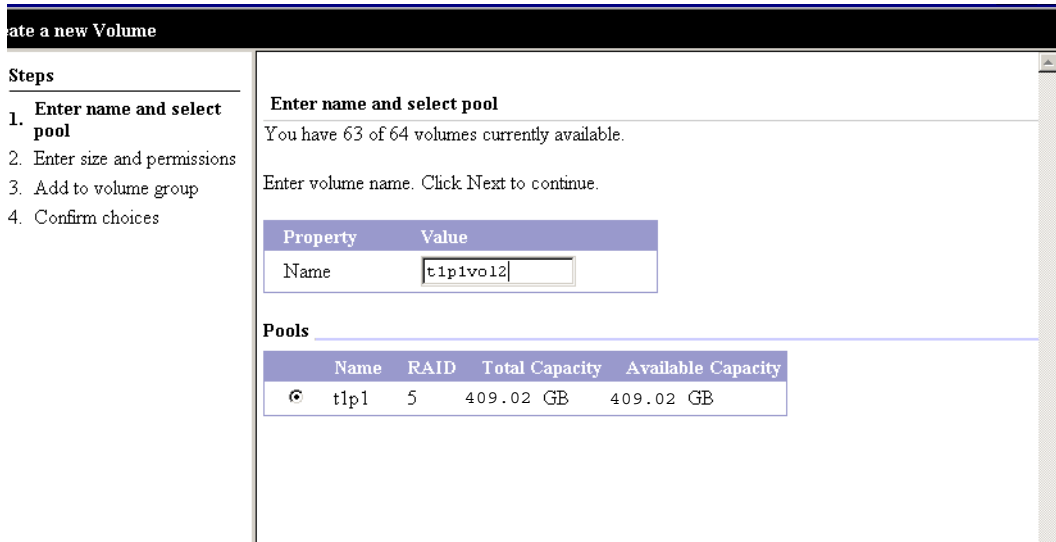 eate a new Volume
Steps
1. Enter name and select
pool
2. Enter size and permissions
3. Add to volume group
4. Confirm choices
Enter name and select pool
You have 63 of 64 volumes currently available.
Enter volume name. Click Next to continue.
Property Value
Name t1p1vol2
Pools
Name RAID Total Capacity Available Capacity
t1p1 5 409.02 GB 409.02 GB